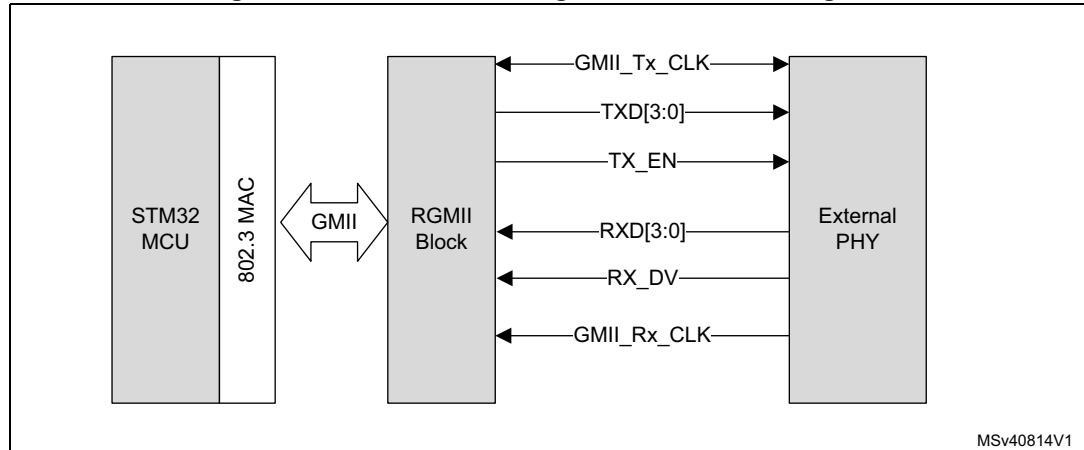 GMII_Tx_CLK
TXD[3:0]
TX_EN
STM32
MCU
802.3 MAC
GMII
RGMII
Block
RXD[3:0]
External
PHY
RX_DV
GMII_Rx_CLK
MSv40814V1